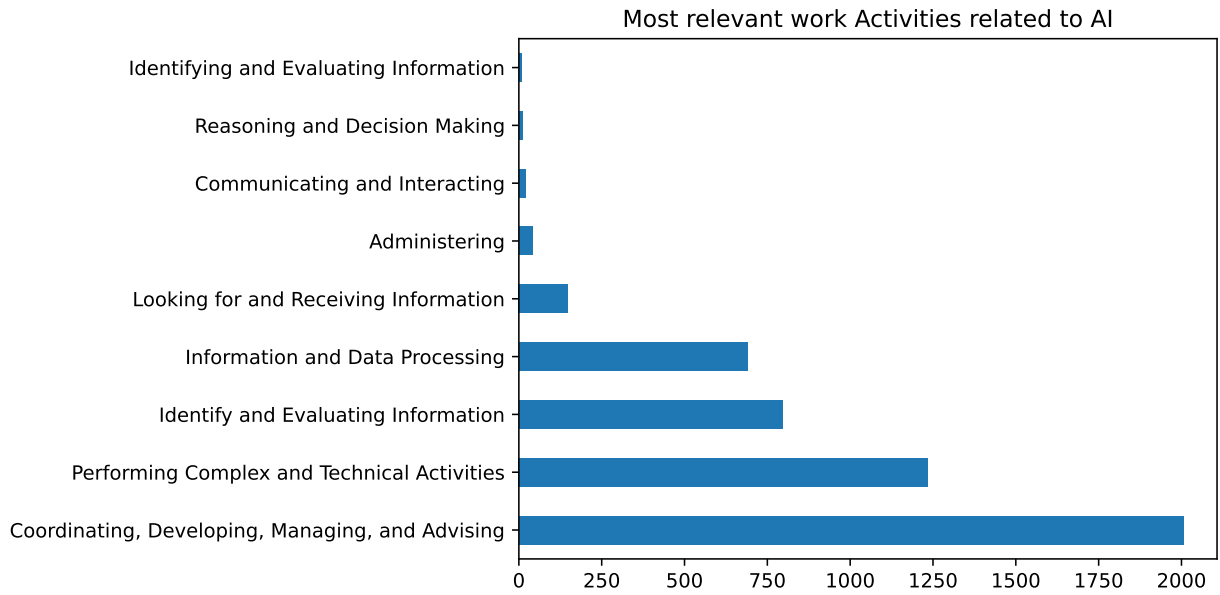 Most relevant work Activities related to AI
Identifying and Evaluating Information
Reasoning and Decision Making
Communicating and Interacting
Administering
Looking for and Receiving Information
Information and Data Processing
Identify and Evaluating Information
Performing Complex and Technical Activities
Coordinating, Developing, Managing, and Advising
0 250 500 750 1000 1250 1500 1750 2000